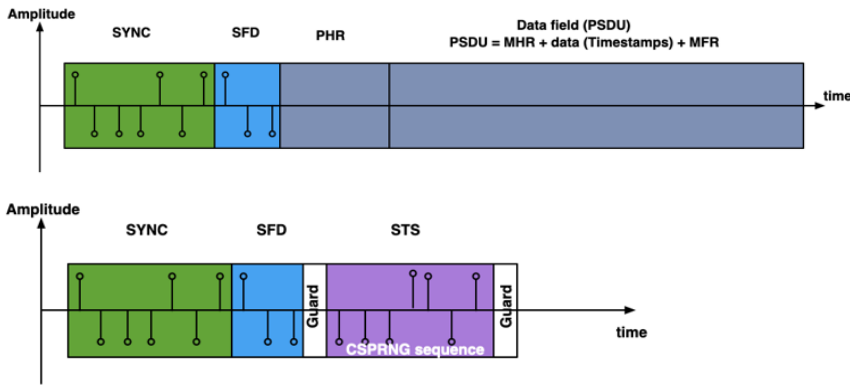 Amplitude
SYNC
SFD
PHR
Data field (PSDU)
PSDU = MHR + data (Timestamps) + MFR
time
Amplitude
SYNC
SFD
STS
Guard
Guard
CSPRNG sequence
time